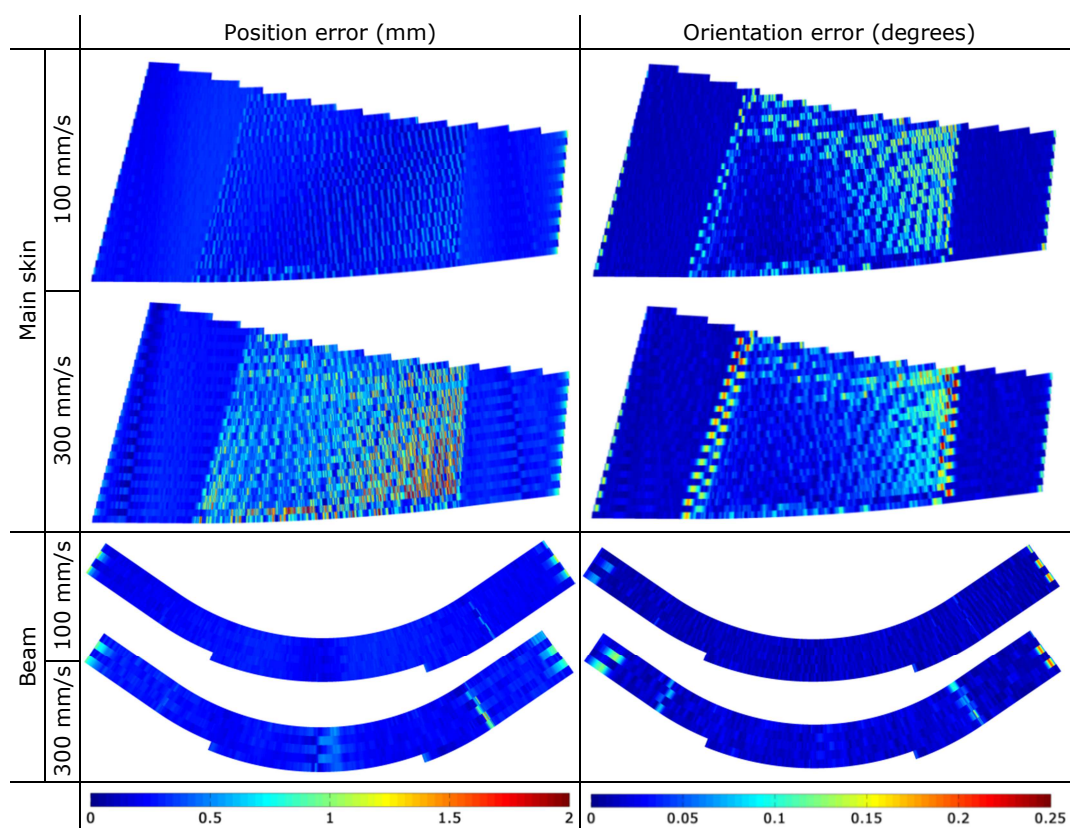 Position error (mm)
Orientation error (degrees)
Main skin
100 mm/s
300 mm/s
Beam
100 mm/s
300 mm/s
0 0.5 1 1.5 2
0 0.05 0.1 0.15 0.2 0.25